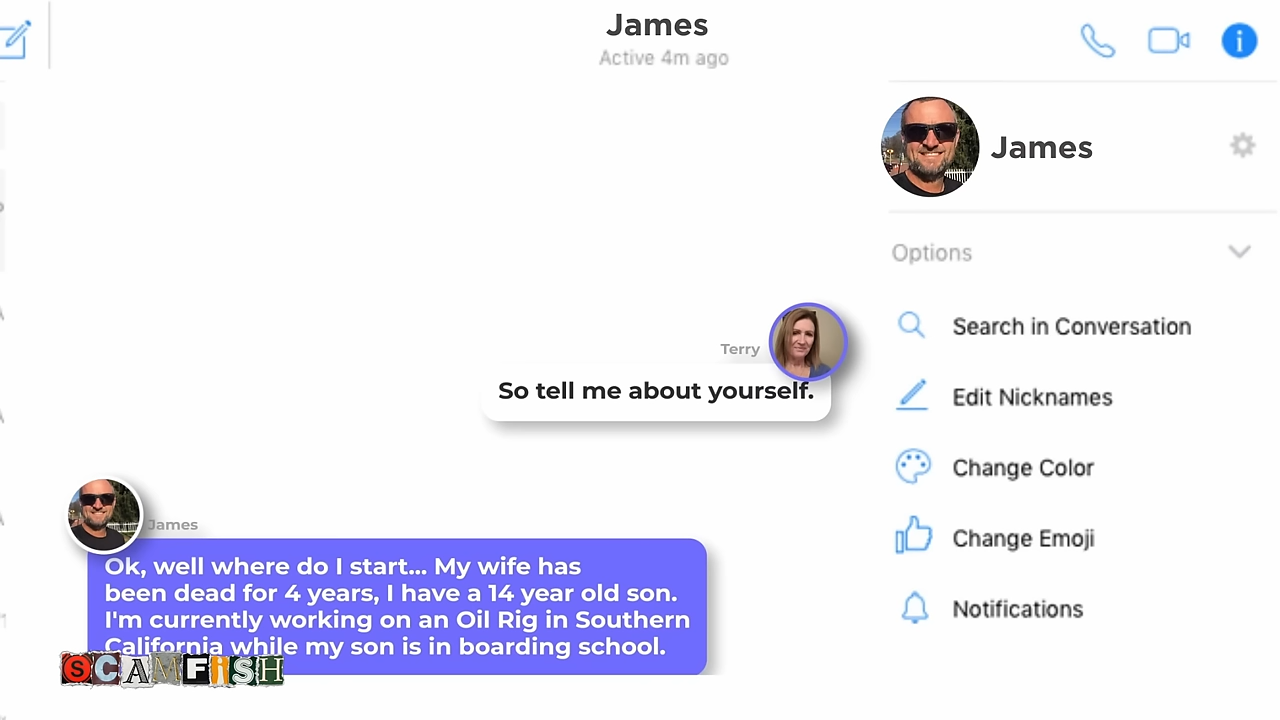 James
Active 4m ago
James
Options
Search in Conversation
Edit Nicknames
Change Color
Change Emoji
Notifications
Terry
So tell me about yourself.
James
Ok, well where do I start... My wife has
been dead for 4 years, I have a 14 year old son.
I'm currently working on an Oil Rig in Southern
California while my son is in boarding school.
SCAMFiSH